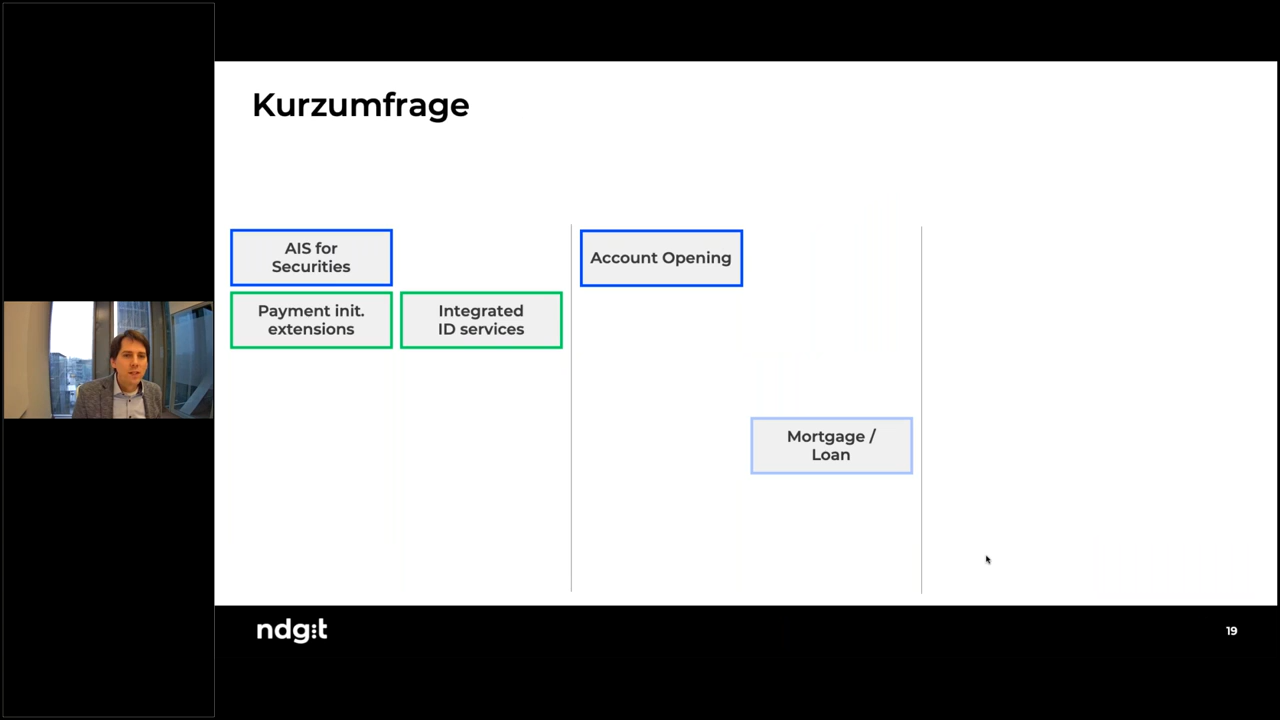 Kurzumfrage
AIS for
Securities
Account Opening
Payment init.
extensions
Integrated
ID services
Mortgage /
Loan
ndgit
19